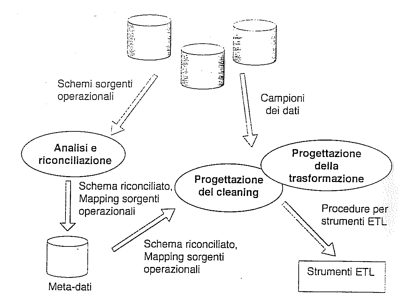 Schemi sorgenti
operazionali
Campioni
dei dati
Analisi e
riconciliazione
Progettazione
della
trasformazione
Progettazione
del cleaning
Schema riconciliato,
Mapping sorgenti
operazionali
Procedure per
strumenti ETL
Schema riconciliato,
Mapping sorgenti
operazionali
Meta-dati
Strumenti ETL